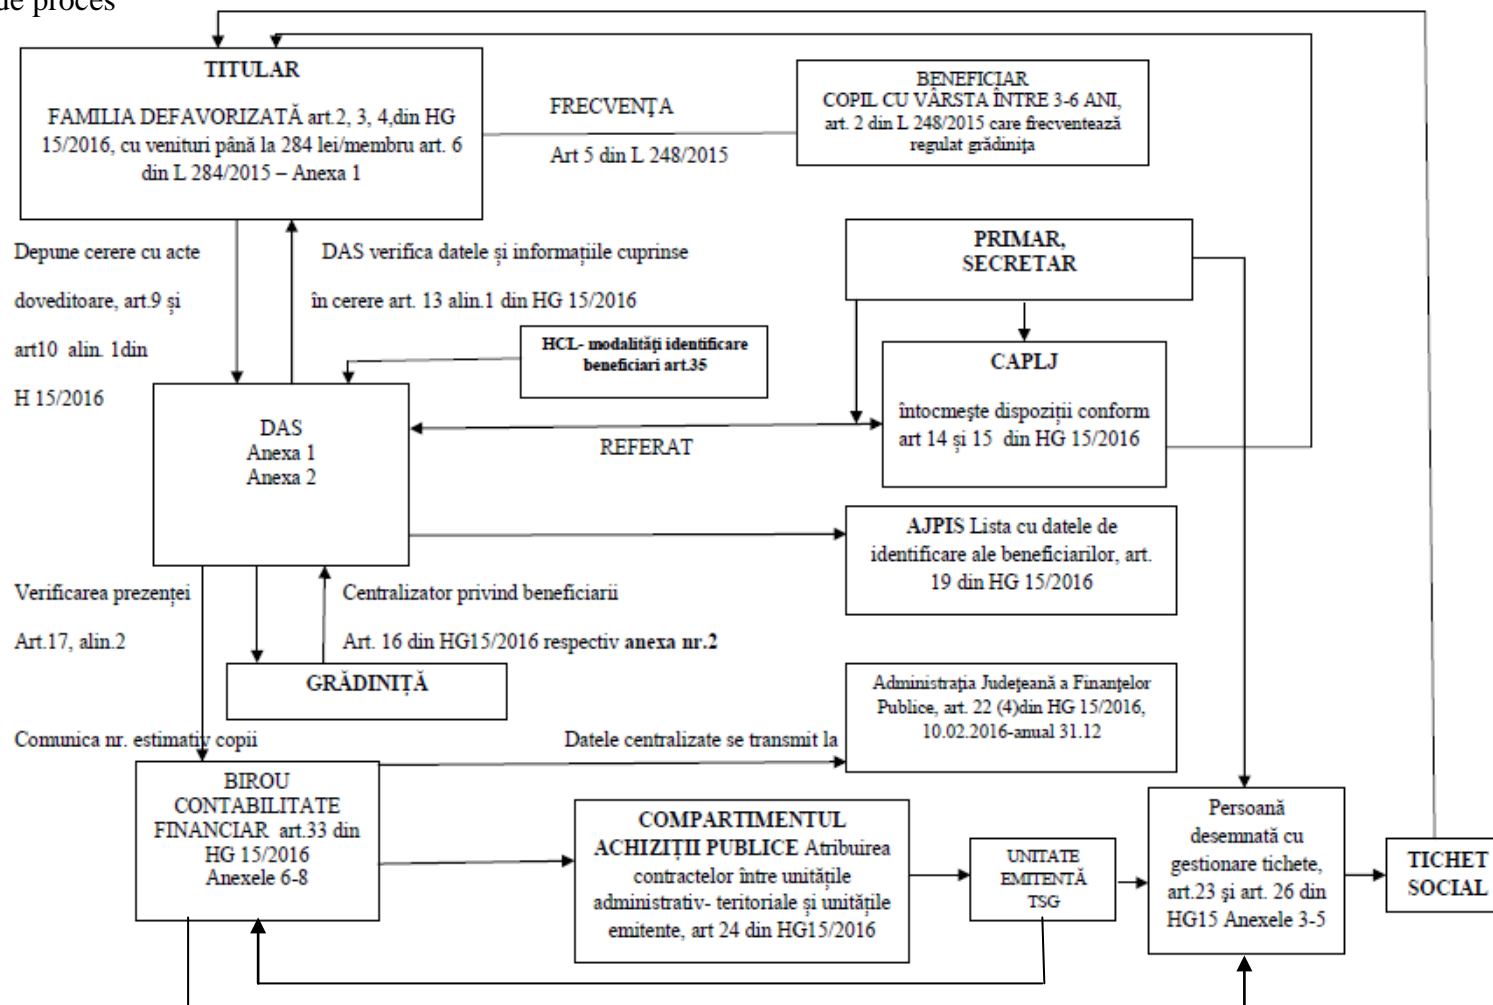 de proces
TITULAR
FAMILIA DEFAVORIZATĂ art.2, 3, 4,din HG
15/2016, cu venituri până la 284 lei/membru art. 6
din L 284/2015 – Anexa 1
FRECVENŢA
Art 5 din L 248/2015
BENEFICIAR
COPIL CU VÂRSTA ÎNTRE 3-6 ANI,
art. 2 din L 248/2015 care frecventează
regulat grădiniţa
Depune cerere cu acte
doveditoare, art.9 și
art10 alin. 1din
H 15/2016
DAS verifica datele și informațiile cuprinse
în cerere art. 13 alin.1 din HG 15/2016
PRIMAR,
SECRETAR
HCL- modalităţi identificare
beneficiari art.35
CAPLJ
întocmeşte dispoziții conform
art 14 și 15 din HG 15/2016
DAS
Anexa 1
Anexa 2
REFERAT
AJPIS Lista cu datele de
identificare ale beneficiarilor, art.
19 din HG 15/2016
Verificarea prezenței
Art.17, alin.2
Centralizator privind beneficiarii
Art. 16 din HG15/2016 respectiv anexa nr.2
GRĂDINIȚĂ
Administraţia Judeţeană a Finanţelor
Publice, art. 22 (4)din HG 15/2016,
10.02.2016-anual 31.12
Comunica nr. estimativ copii
Datele centralizate se transmit la
BIROU
CONTABILITATE
FINANCIAR art.33 din
HG 15/2016
Anexele 6-8
COMPARTIMENTUL
ACHIZIȚII PUBLICE Atribuirea
contractelor între unitățile
administrativ- teritoriale și unitățile
emitente, art 24 din HG15/2016
UNITATE
EMITENTĂ
TSG
Persoană
desemnată cu
gestionare tichete,
art.23 şi art. 26 din
HG15 Anexele 3-5
TICHET
SOCIAL